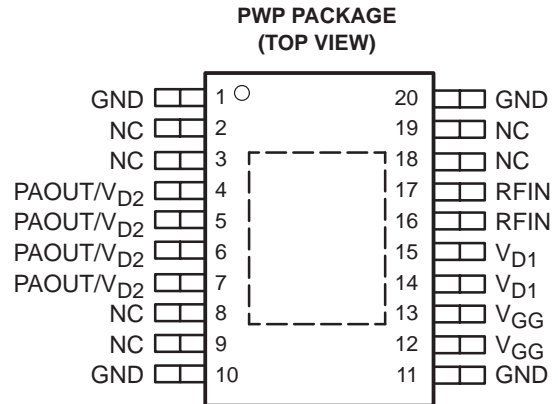 PWP PACKAGE
(TOP VIEW)
GND 1 20 GND
NC 2 19 NC
NC 3 18 NC
PAOUT/VD2 4 17 RFIN
PAOUT/VD2 5 16 RFIN
PAOUT/VD2 6 15 VD1
PAOUT/VD2 7 14 VD1
NC 8 13 VGG
NC 9 12 VGG
GND 10 11 GND